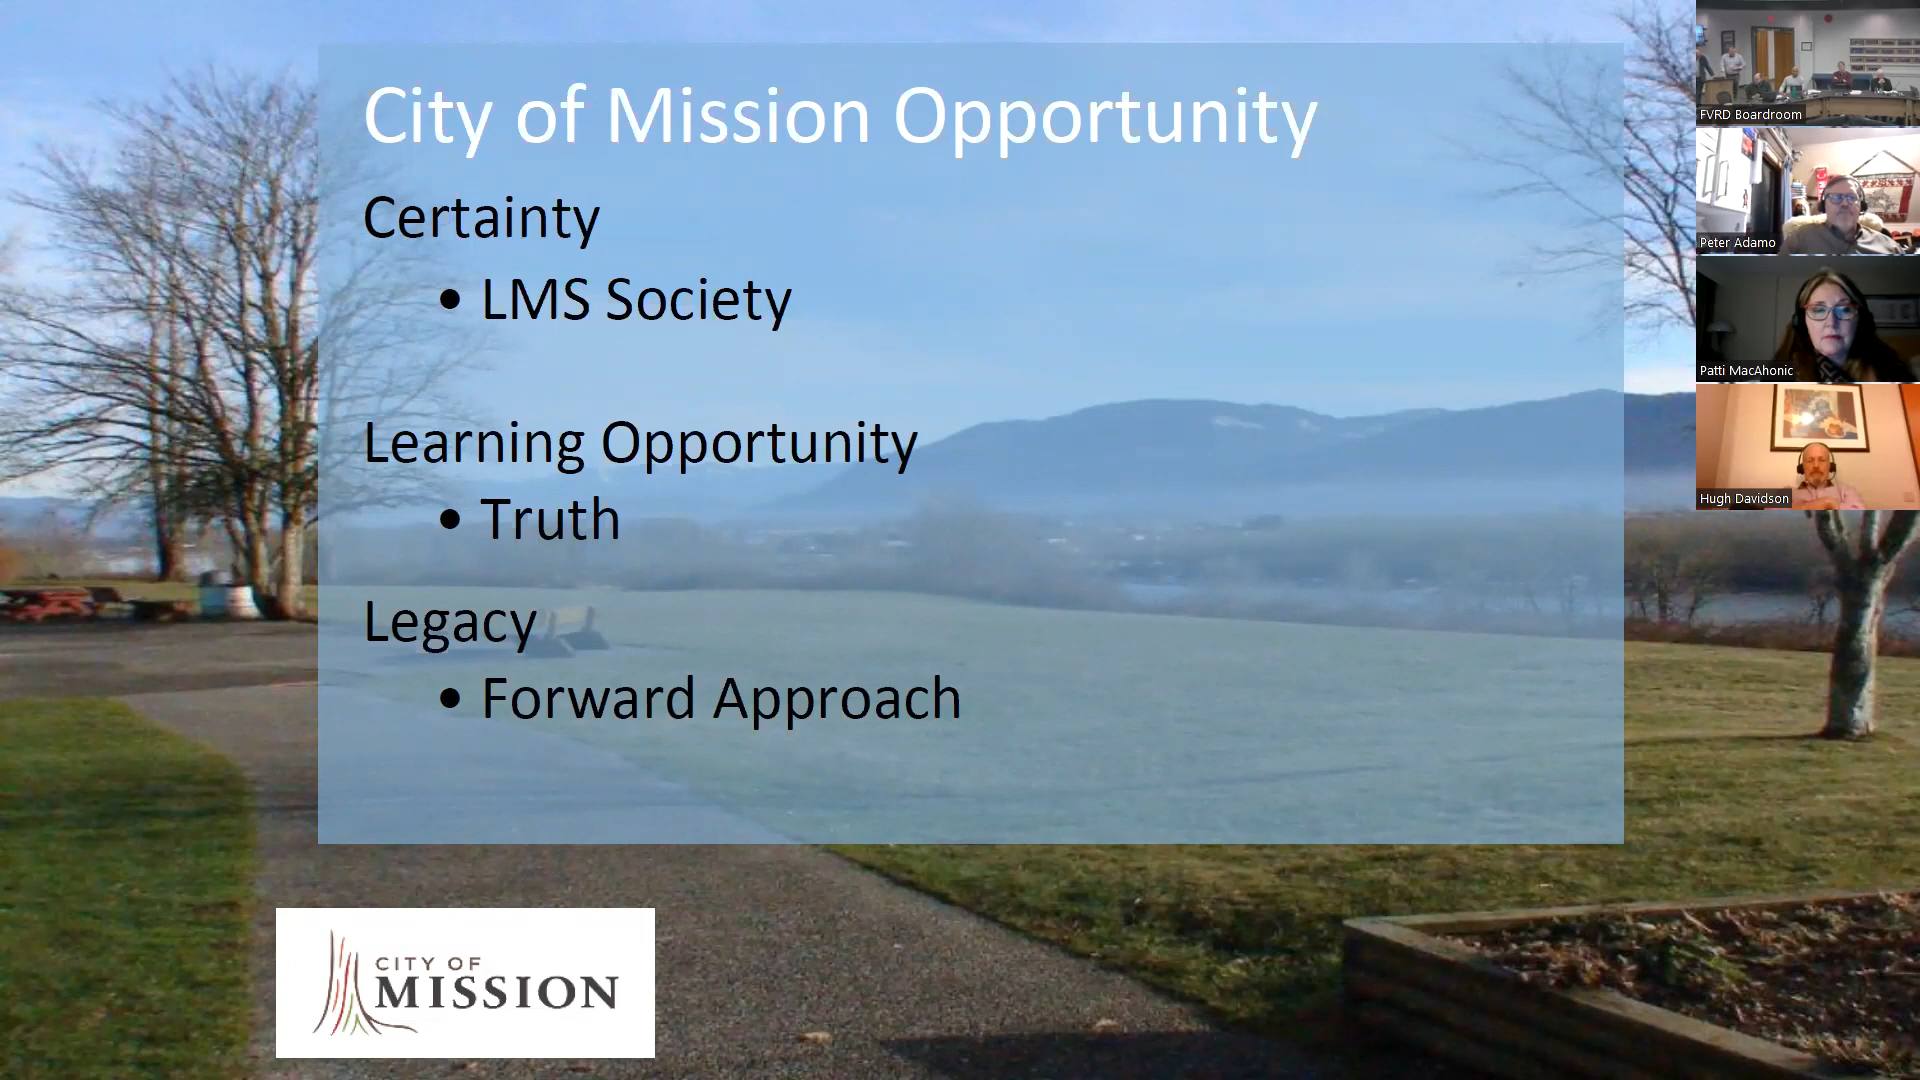 City of Mission Opportunity
Certainty
• LMS Society
Learning Opportunity
• Truth
Legacy
• Forward Approach
CITY OF
MISSION
FVRD Boardroom
Peter Adamo
Patti MacAhonic
Hugh Davidson